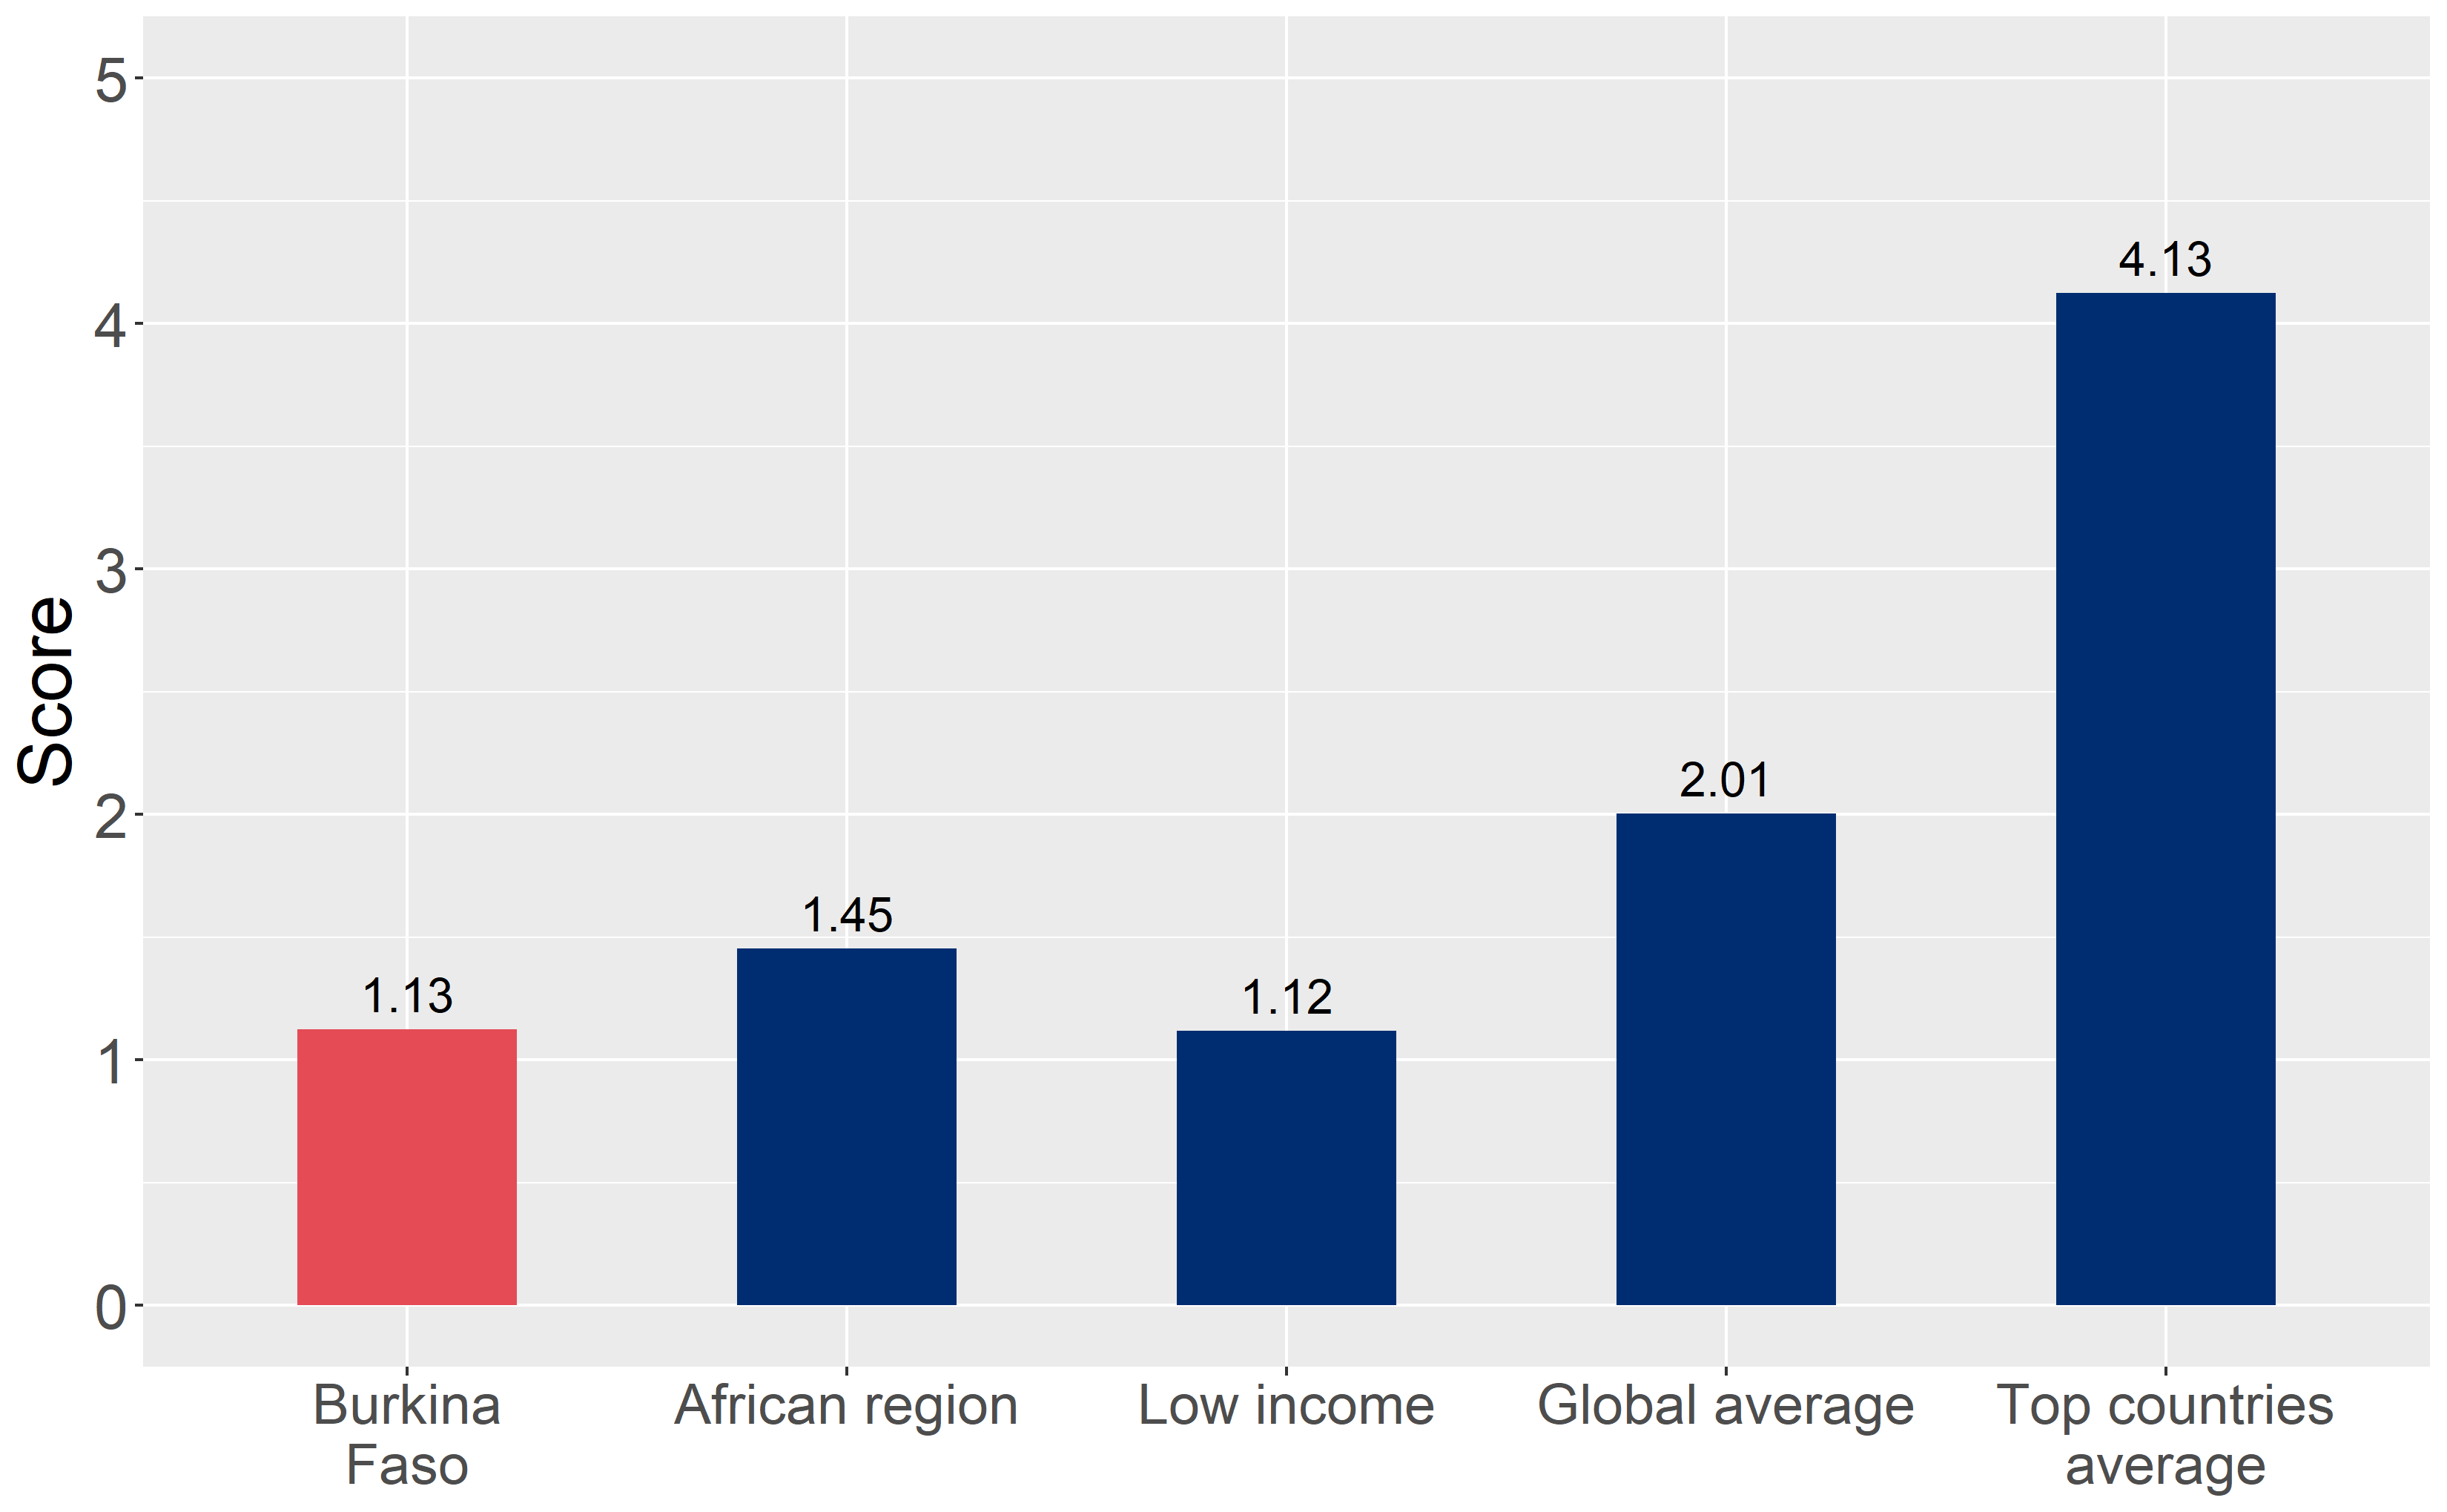 Score
5
4
3
2
1
0
1.13
1.45
1.12
2.01
4.13
Burkina
Faso
African region
Low income
Global average
Top countries
average